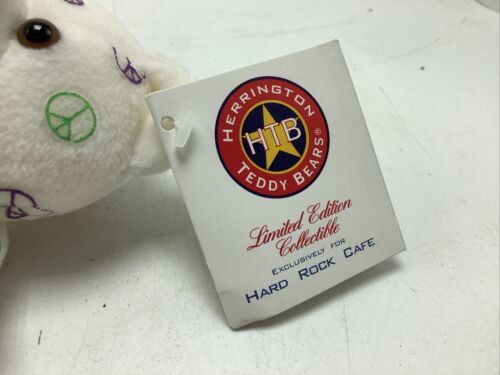 HERRINGTON
HTB
TEDDY BEARS®
Limited Edition
Collectible
EXCLUSIVELY FOR
HARD ROCK CAFE